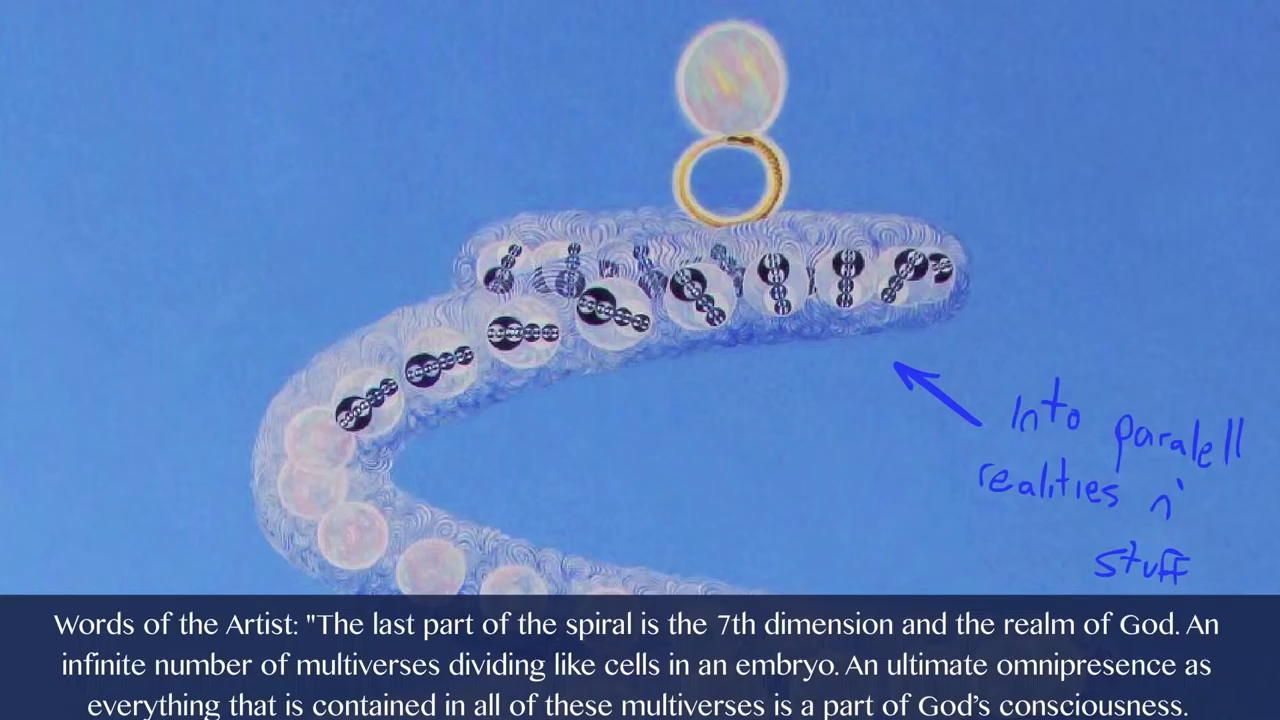 Into paralell
realities n'
stuff
Words of the Artist: "The last part of the spiral is the 7th dimension and the realm of God. An
infinite number of multiverses dividing like cells in an embryo. An ultimate omnipresence as
everything that is contained in all of these multiverses is a part of God’s consciousness.